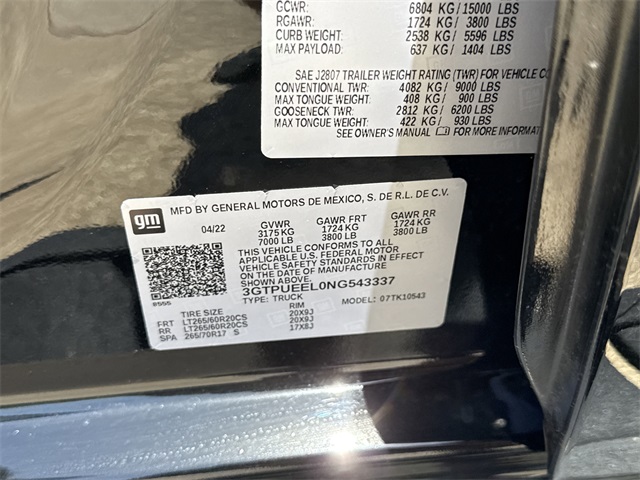 GCWR: 6804 KG/15000 LBS
RGAWR: 1724 KG/ 3800 LBS
CURB WEIGHT: 2538 KG/ 5596 LBS
MAX PAYLOAD: 637 KG/ 1404 LBS
SAE J2807 TRAILER WEIGHT RATING (TWR) FOR VEHICLE
CONVENTIONAL TWR: 4082 KG/ 9000 LBS
MAX TONGUE WEIGHT: 408 KG/ 900 LBS
GOOSENECK TWR: 2812 KG/ 6200 LBS
MAX TONGUE WEIGHT: 422 KG/ 930 LBS
SEE OWNER'S MANUAL FOR MORE INFORMAT
gm
MFD BY GENERAL MOTORS DE MEXICO, S. DE R.L. DE C.V.
04/22 GVWR GAWR FRT GAWR RR
3175 KG 1724 KG 1724 KG
7000 LB 3800 LB 3800 LB
THIS VEHICLE CONFORMS TO ALL
APPLICABLE U.S. FEDERAL MOTOR
VEHICLE SAFETY STANDARDS IN EFFECT
ON THE DATE OF MANUFACTURE
SHOWN ABOVE.
3GTPUEEL0NG543337
TYPE: TRUCK MODEL: 07TK10543
TIRE SIZE RIM
FRT LT265/60R20CS 20X9J
RR LT265/60R20CS 20X9J
SPA 265/70R17 S 17X8J